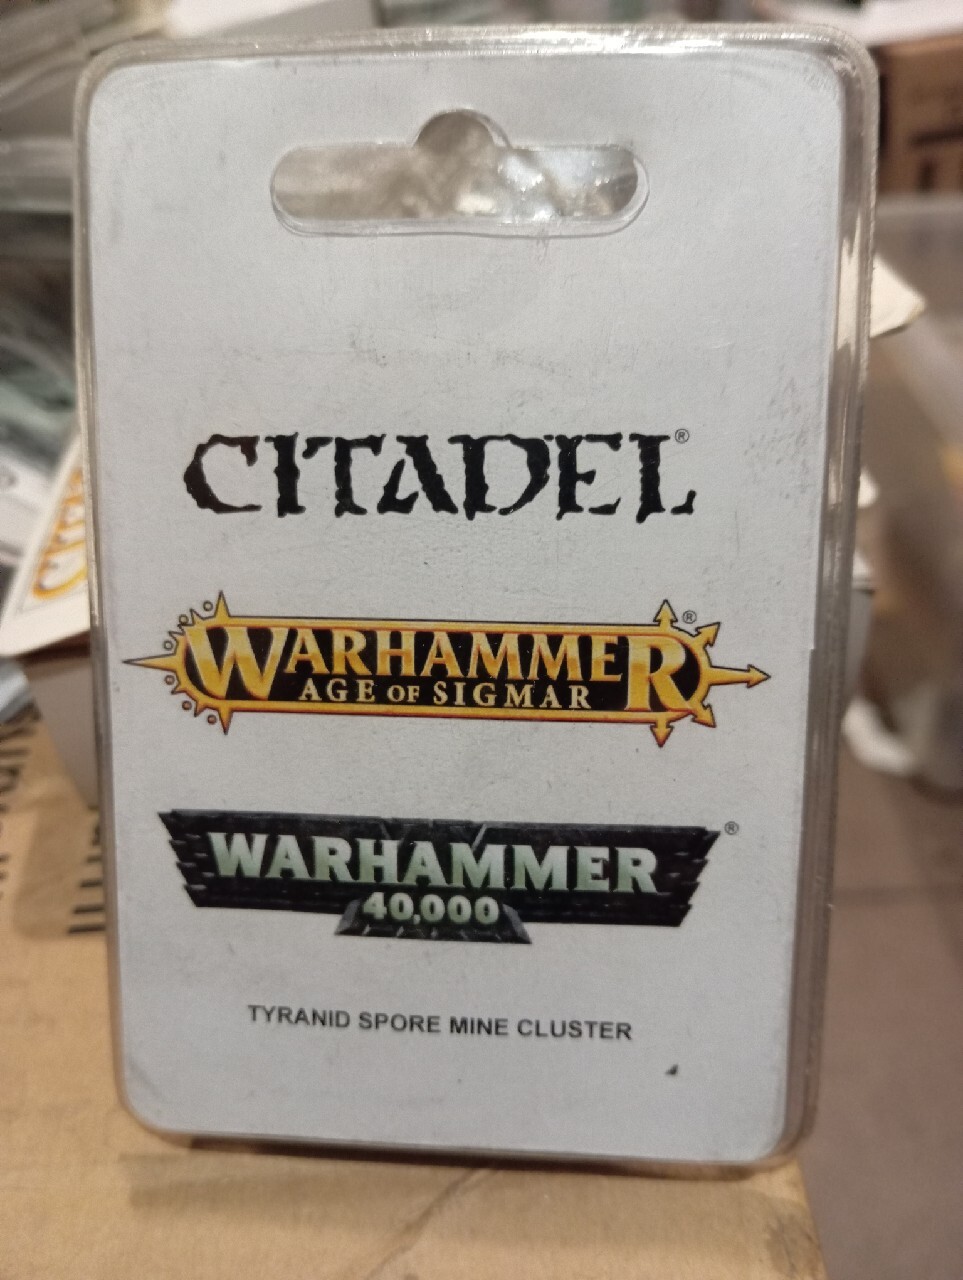 CITADEL®
WARHAMMER®
AGE OF SIGMAR
WARHAMMER®
40,000
TYRANID SPORE MINE CLUSTER